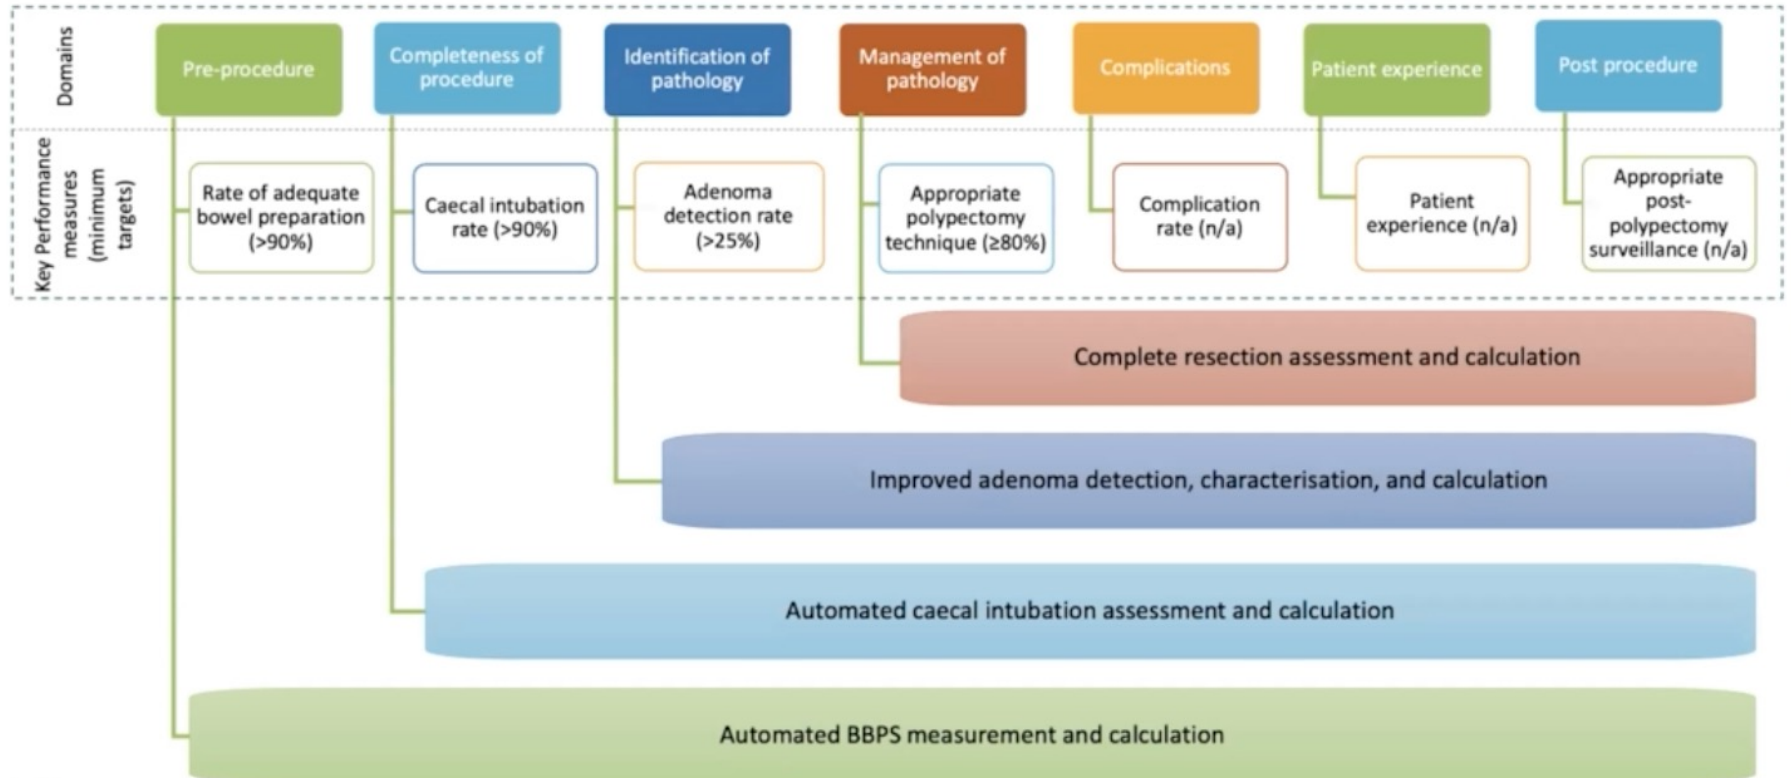 Domains
Pre-procedure
Completeness of
procedure
Identification of
pathology
Management of
pathology
Complications
Patient experience
Post procedure
Key Performance
measures
(minimum
targets)
Rate of adequate
bowel preparation
(>90%)
Caecal intubation
rate (>90%)
Adenoma
detection rate
(>25%)
Appropriate
polypectomy
technique (≥80%)
Complication
rate (n/a)
Patient
experience (n/a)
Appropriate
post-
polypectomy
surveillance (n/a)
Complete resection assessment and calculation
Improved adenoma detection, characterisation, and calculation
Automated caecal intubation assessment and calculation
Automated BBPS measurement and calculation